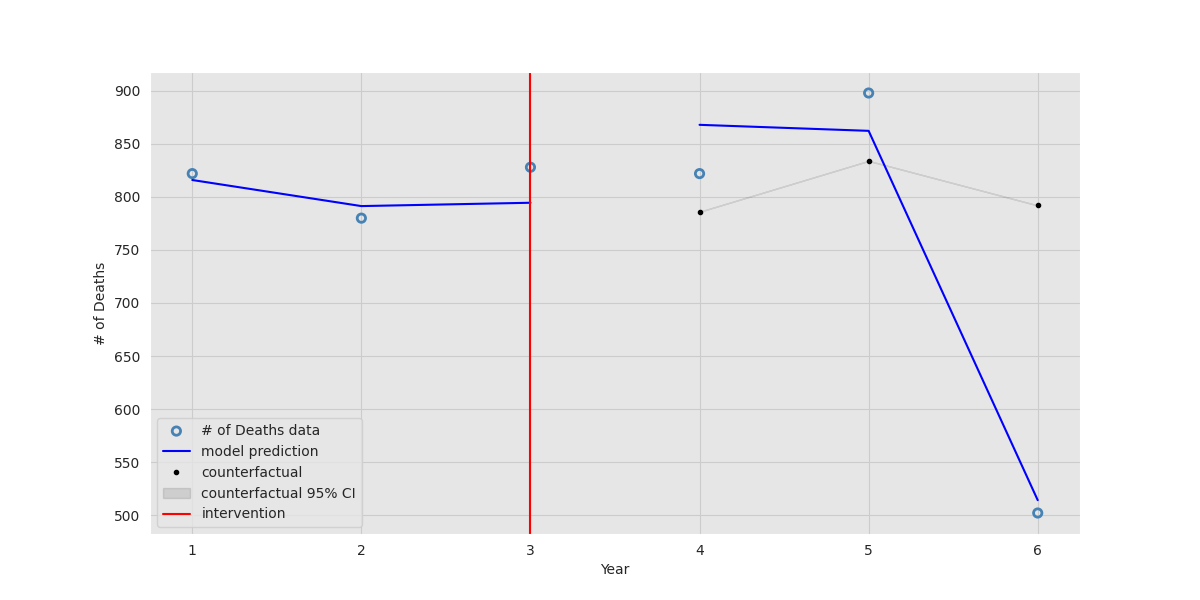 900
850
800
750
700
650
600
550
500
# of Deaths
# of Deaths data
model prediction
counterfactual
counterfactual 95% CI
intervention
1 2 3 4 5 6
Year